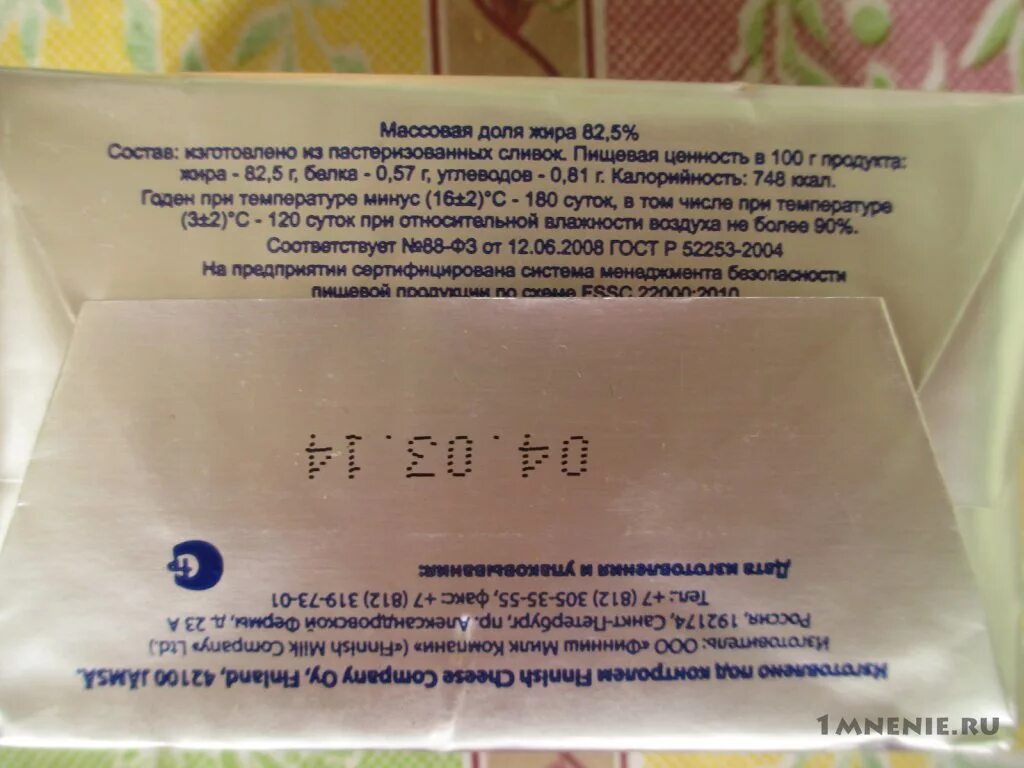 Массовая доля жира 82,5%
Состав: изготовлено из пастеризованных сливок. Пищевая ценность в 100 г продукта:
жира - 82,5 г, белка - 0,57 г, углеводов - 0,81 г. Калорийность: 748 ккал.
Годен при температуре минус (16±2)°С - 180 суток, в том числе при температуре
(3±2)°С - 120 суток при относительной влажности воздуха не более 90%.
Соответствует №88-ФЗ от 12.06.2008 ГОСТ Р 52253-2004
На предприятии сертифицирована система менеджмента безопасности
пищевой продукции по схеме FSSC 22000:2010
Изготовлено под контролем Finnish Cheese Company Oy, Finland, 42100 JÄMSÄ.
Изготовитель: ООО «Финниш Милк Компани» («Finnish Milk Company» Ltd.)
Россия, 192174, Санкт-Петербург, пр. Александровской Фермы, д. 23 А
Тел.: +7 (812) 305-35-55, факс +7 (812) 319-73-01
Дата изготовления и упаковывания:
04.03.14
1MNENIE.RU